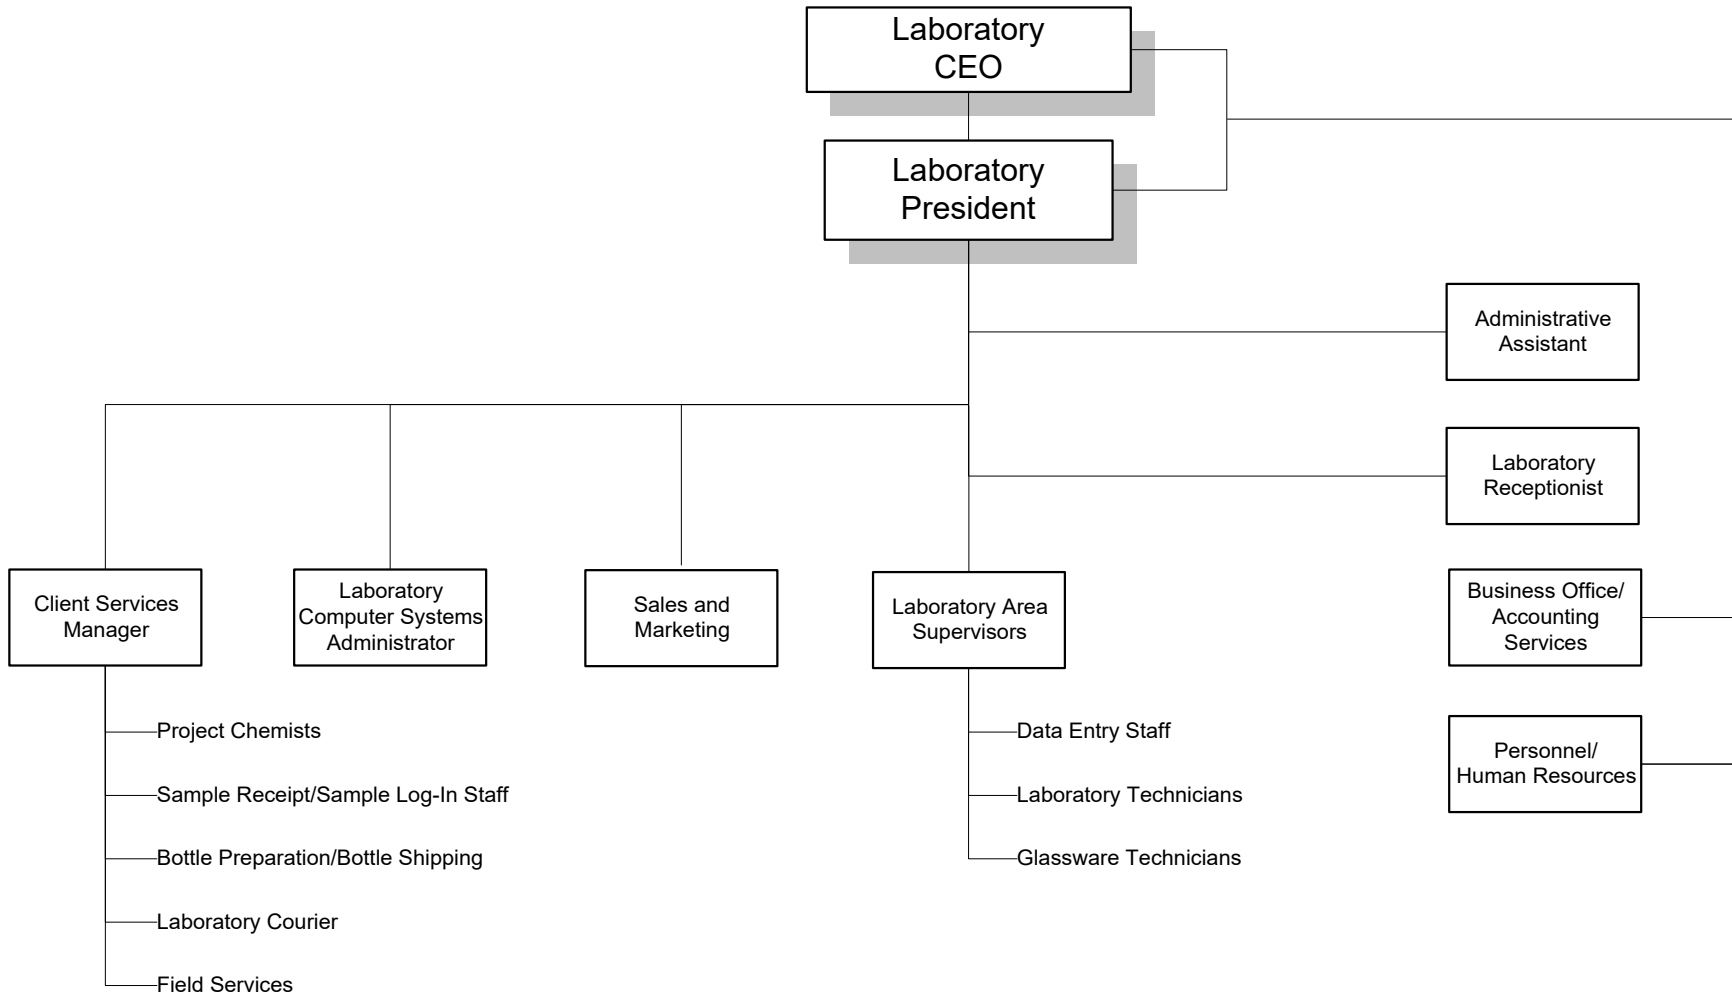 Laboratory
CEO
Laboratory
President
Administrative
Assistant
Laboratory
Receptionist
Client Services
Manager
Laboratory
Computer Systems
Administrator
Sales and
Marketing
Laboratory Area
Supervisors
Business Office/
Accounting
Services
Personnel/
Human Resources
Project Chemists
Sample Receipt/Sample Log-In Staff
Bottle Preparation/Bottle Shipping
Laboratory Courier
Field Services
Data Entry Staff
Laboratory Technicians
Glassware Technicians